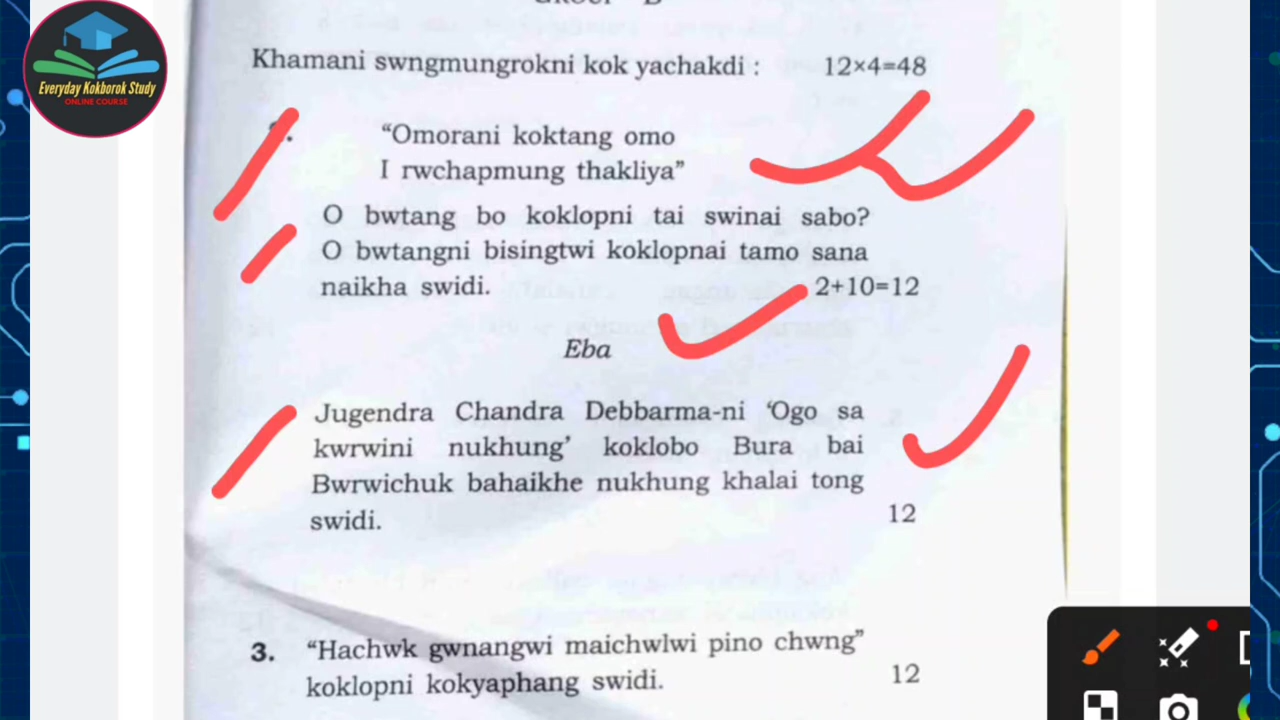 Everyday Kokborok Study
ONLINE COURSE
Khamani swngmungrokni kok yachakdi : 12×4=48
“Omorani koktang omo
I rwchapmung thakliya”
O bwtang bo koklopni tai swinai sabo?
O bwtangni bisingtwi koklopnai tamo sana
naikha swidi. 2+10=12
Eba
Jugendra Chandra Debbarma-ni ‘Ogo sa
kwrwini nukhung’ koklobo Bura bai
Bwrwichuk bahaikhe nukhung khalai tong
swidi. 12
3. “Hachwk gwnangwi maichwlwi pino chwng”
koklopni kokyaphang swidi. 12